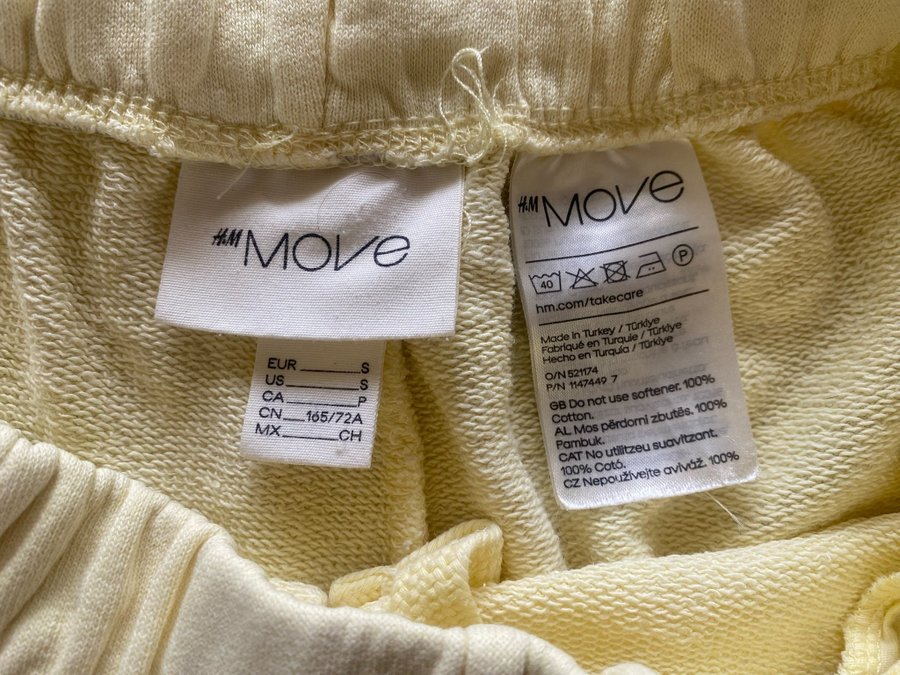 H&M MOVE
EUR S
US S
CA P
CN 165/72A
MX CH
H&M MOVE
40 P
hm.com/takecare
Made in Turkey / Türkiye
Fabriqué en Turquie / Türkiye
Hecho en Turquía / Türkiye
O/N 521174
P/N 1147449 7
GB Do not use softener. 100%
Cotton.
AL Mos përdorni zbutës. 100%
Pambuk.
CAT No utilitzeu suavitzant.
100% Cotó.
CZ Nepoužívejte aviváž. 100%